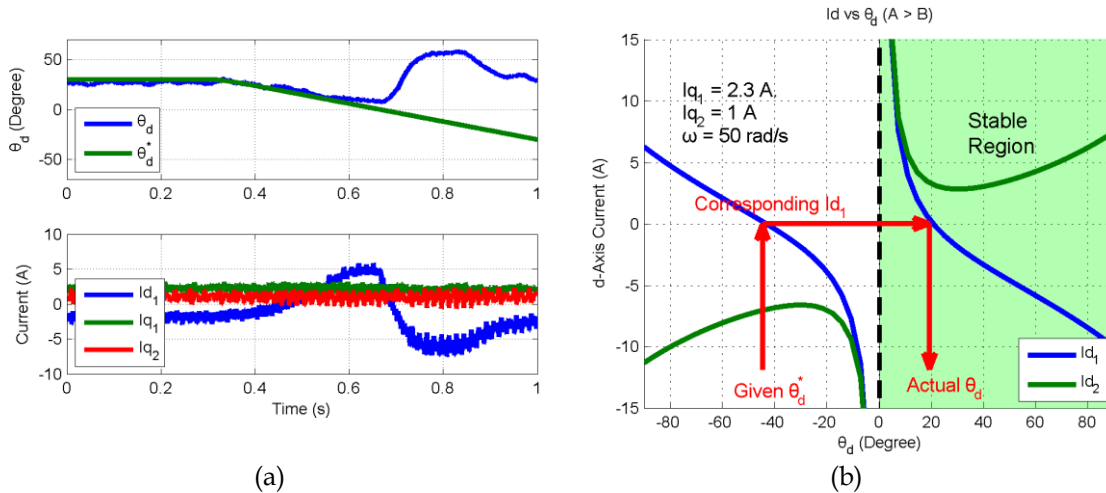 50
0
-50
θd (Degree)
θd
θd*
0
0.2
0.4
0.6
0.8
1
10
5
0
-5
-10
Current (A)
Id1
Iq1
Iq2
0
0.2
0.4
0.6
0.8
1
Time (s)
(a)
Id vs θd (A > B)
15
10
5
0
-5
-10
-15
d-Axis Current (A)
Iq1 = 2.3 A.
Iq2 = 1 A
ω = 50 rad/s
Stable
Region
Corresponding Id1
Given θd*
Actual θd
Id1
Id2
-80
-60
-40
-20
0
20
40
60
80
θd (Degree)
(b)